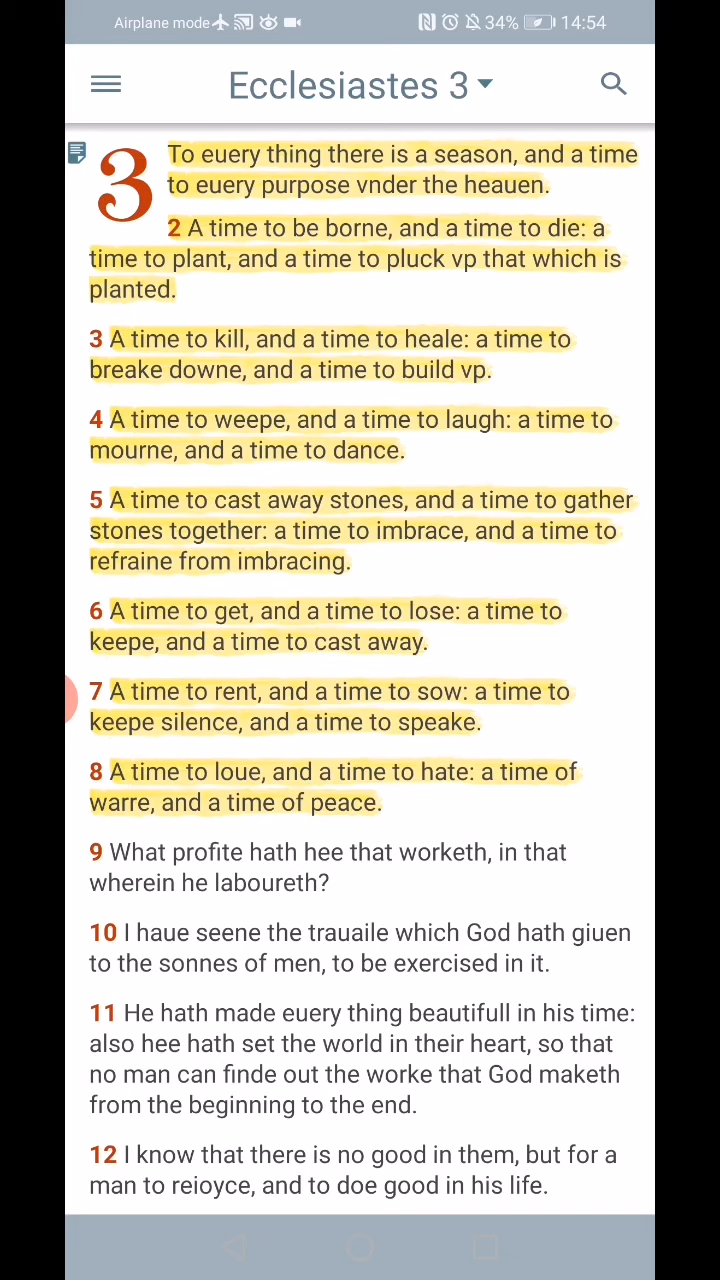 Airplane mode 34% 14:54
Ecclesiastes 3
3 To euery thing there is a season, and a time
to euery purpose vnder the heauen.
2 A time to be borne, and a time to die: a
time to plant, and a time to pluck vp that which is
planted.
3 A time to kill, and a time to heale: a time to
breake downe, and a time to build vp.
4 A time to weepe, and a time to laugh: a time to
mourne, and a time to dance.
5 A time to cast away stones, and a time to gather
stones together: a time to imbrace, and a time to
refraine from imbracing.
6 A time to get, and a time to lose: a time to
keepe, and a time to cast away.
7 A time to rent, and a time to sow: a time to
keepe silence, and a time to speake.
8 A time to loue, and a time to hate: a time of
warre, and a time of peace.
9 What profite hath hee that worketh, in that
wherein he laboureth?
10 I haue seene the trauaile which God hath giuen
to the sonnes of men, to be exercised in it.
11 He hath made euery thing beautifull in his time:
also hee hath set the world in their heart, so that
no man can finde out the worke that God maketh
from the beginning to the end.
12 I know that there is no good in them, but for a
man to reioyce, and to doe good in his life.